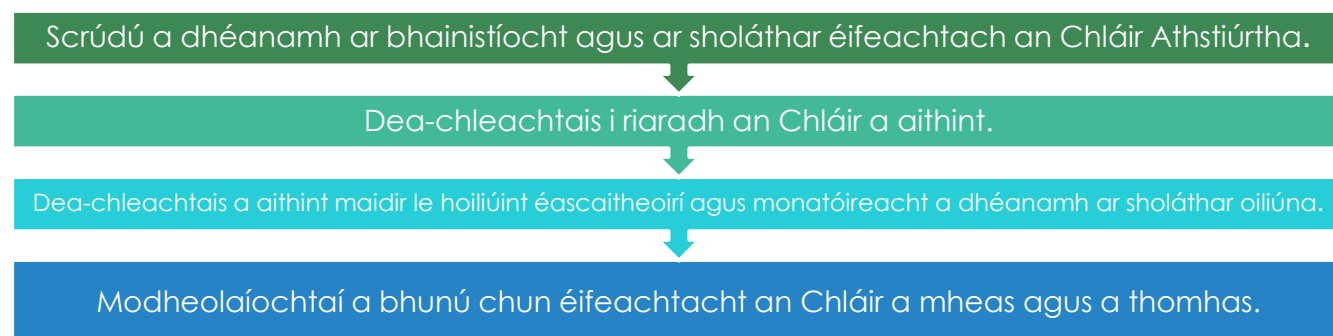 Scrúdú a dhéanamh ar bhainistíocht agus ar sholáthar éifeachtach an Chláir Athstiúrtha.
Dea-chleachtais i riaradh an Chláir a aithint.
Dea-chleachtais a aithint maidir le hoiliúint éascaitheoirí agus monatóireacht a dhéanamh ar sholáthar oiliúna.
Modheolaíochtaí a bhunú chun éifeachtacht an Chláir a mheas agus a thomhas.